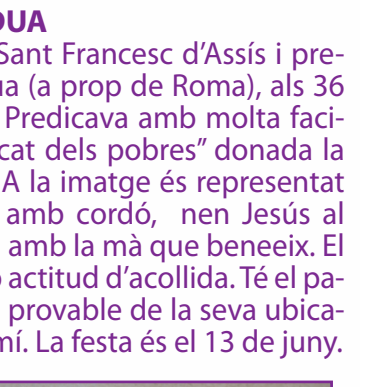 DUA
Sant Francesc d’Assís i pre-
ua (a prop de Roma), als 36
Predicava amb molta faci-
cat dels pobres” donada la
A la imatge és representat
amb cordó, nen Jesús al
amb la mà que beneeix. El
actitud d’acollida. Té el pa-
provable de la seva ubica-
mí. La festa és el 13 de juny.